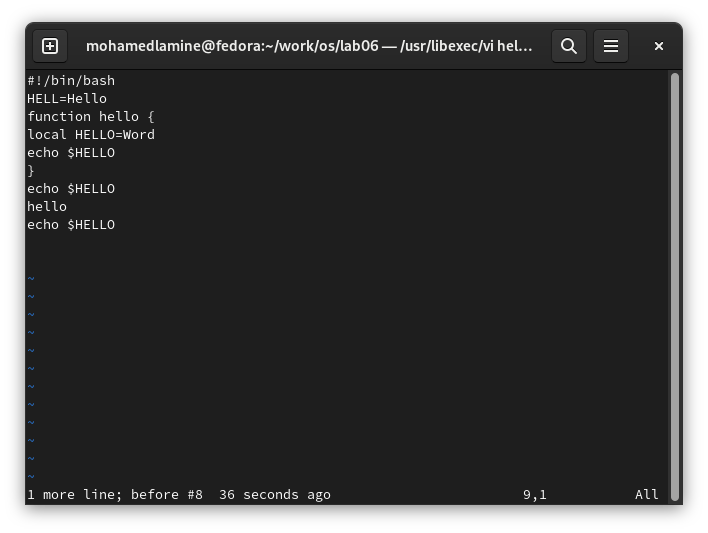 mohamedlamine@fedora:~/work/os/lab06 — /usr/libexec/vi hel…
#!/bin/bash
HELL=Hello
function hello {
local HELLO=Word
echo $HELLO
}
echo $HELLO
hello
echo $HELLO
~
~
~
~
~
~
~
~
~
~
~
~
1 more line; before #8  36 seconds ago 9,1 All